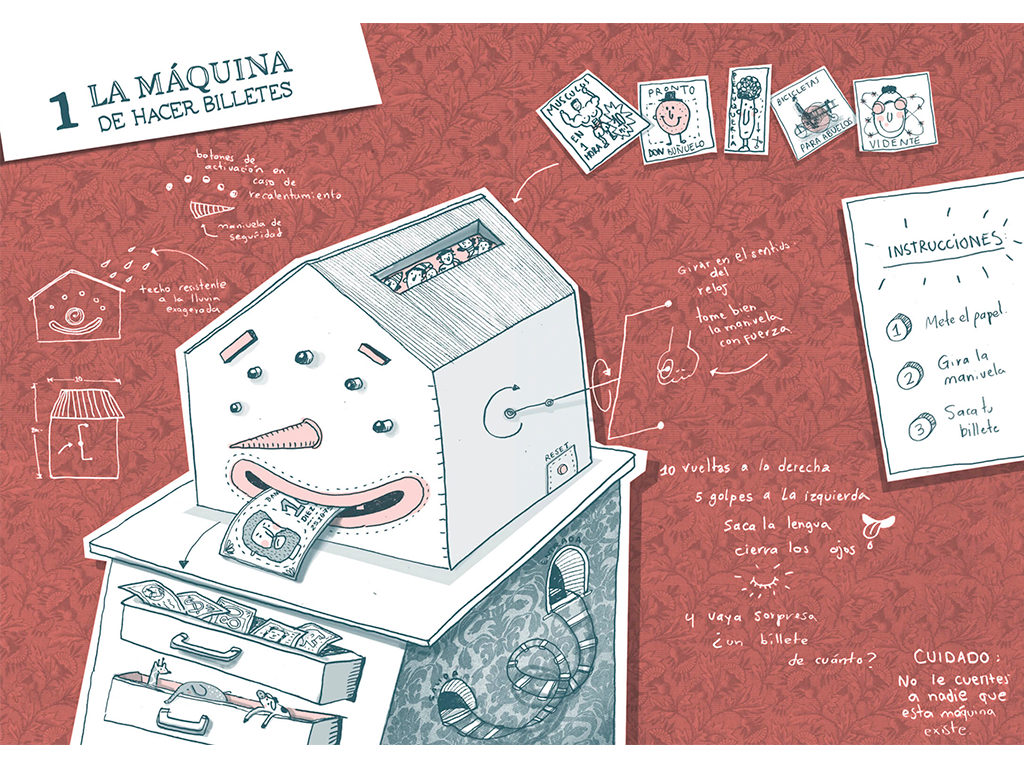 1 LA MÁQUINA
DE HACER BILLETES
MUSCULOS
EN
1
HORA
PRONTO
DON BUÑUELO
BICICLETAS
PARA ABUELOS
VIDENTE
botones de
activación en
caso de
recalentamiento
manivela de
seguridad
techo resistente
a la lluvia
exagerada
Girar en el sentido
del
reloj
tome bien
la manivela
con fuerza
RESET
1
DIEZ
INSTRUCCIONES:
1 Mete el papel.
2 Gira la
manivela
3 Saca tu
billete
10 vueltas a la derecha
5 golpes a la izquierda
Saca la lengua
cierra los ojos
y vaya sorpresa
¿un billete
de cuánto?
ENTRADA
SALIDA
CUIDADO:
No le cuentes
a nadie que
esta máquina
existe.